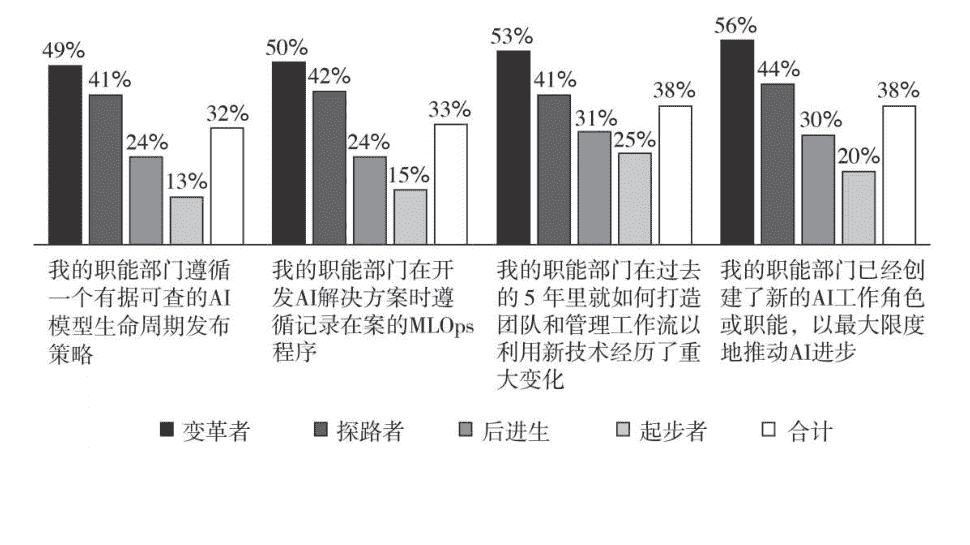 49%
41%
24%
13%
32%
50%
42%
24%
15%
33%
53%
41%
31%
25%
38%
56%
44%
30%
20%
38%
我的职能部门遵循
一个有据可查的AI
模型生命周期发布
策略
我的职能部门在开
发AI解决方案时遵
循记录在案的MLOps
程序
我的职能部门在过去
的 5 年里就如何打造
团队和管理工作流以
利用新技术经历了重
大变化
我的职能部门已经创
建了新的AI工作角色
或职能，以最大限度
地推动AI进步
变革者 探路者 后进生 起步者 合计